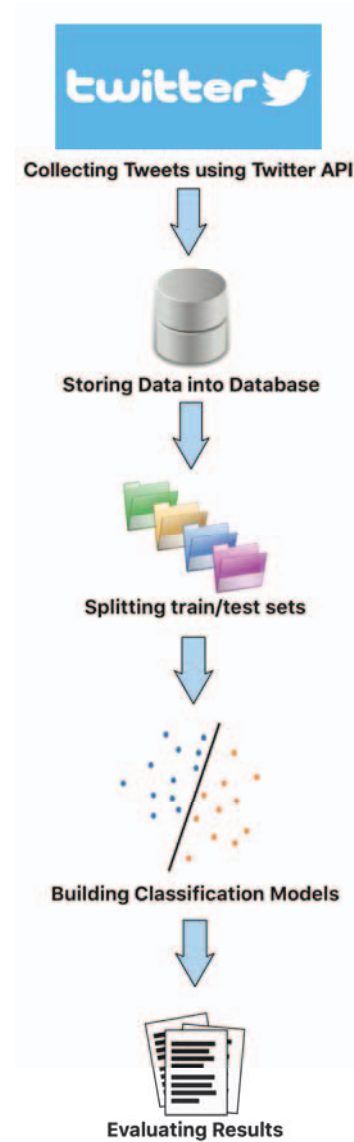 twitter
Collecting Tweets using Twitter API
Storing Data into Database
Splitting train/test sets
Building Classification Models
Evaluating Results